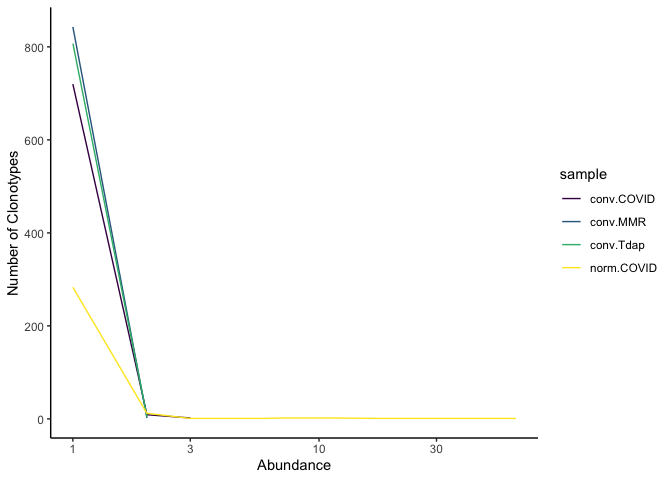 800
600
400
200
0
Number of Clonotypes
1
3
10
30
Abundance
sample
conv.COVID
conv.MMR
conv.Tdap
norm.COVID